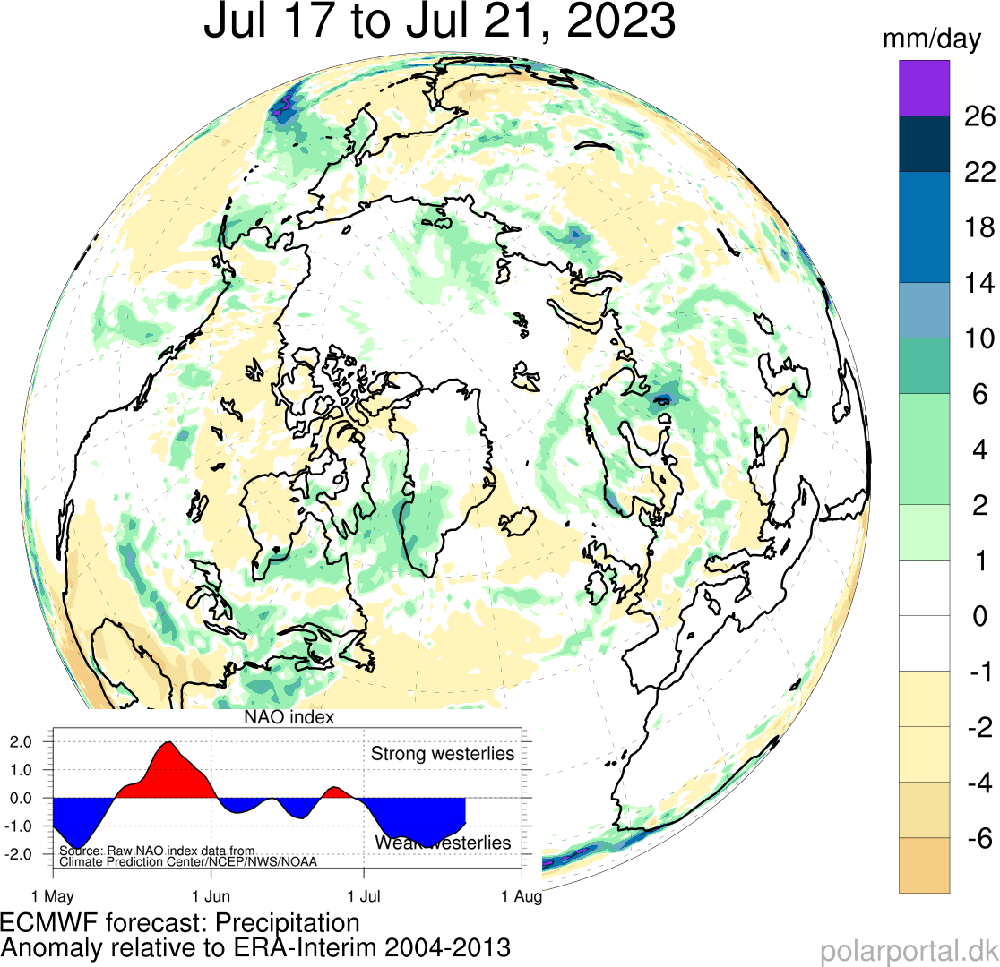 Jul 17 to Jul 21, 2023
mm/day
26
22
18
14
10
6
4
2
1
0
-1
-2
-4
-6
NAO index
2.0
1.0
0.0
-1.0
-2.0
Strong westerlies
Weak westerlies
Source: Raw NAO index data from
Climate Prediction Center/NCEP/NWS/NOAA
1 May 1 Jun 1 Jul 1 Aug
ECMWF forecast: Precipitation
Anomaly relative to ERA-Interim 2004-2013
polarportal.dk